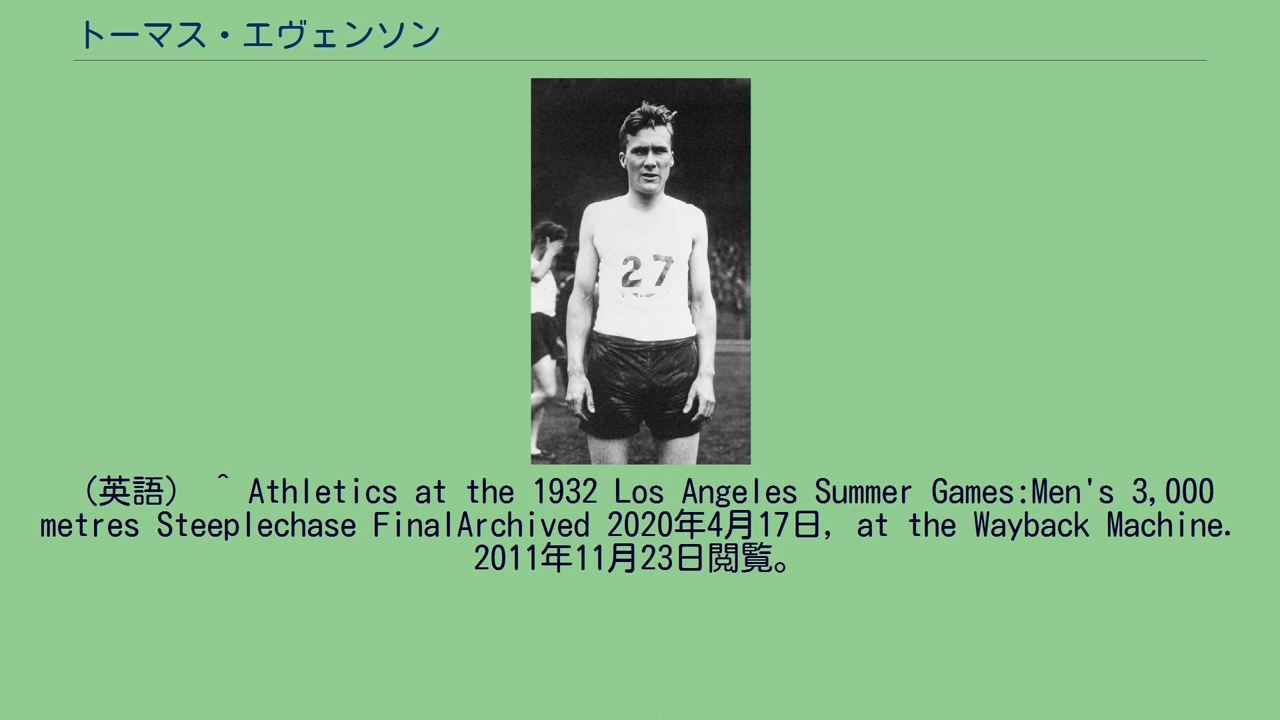 トーマス・エヴェンソン
27
（英語） ^ Athletics at the 1932 Los Angeles Summer Games:Men's 3,000
metres Steeplechase FinalArchived 2020年4月17日, at the Wayback Machine.
2011年11月23日閲覧。